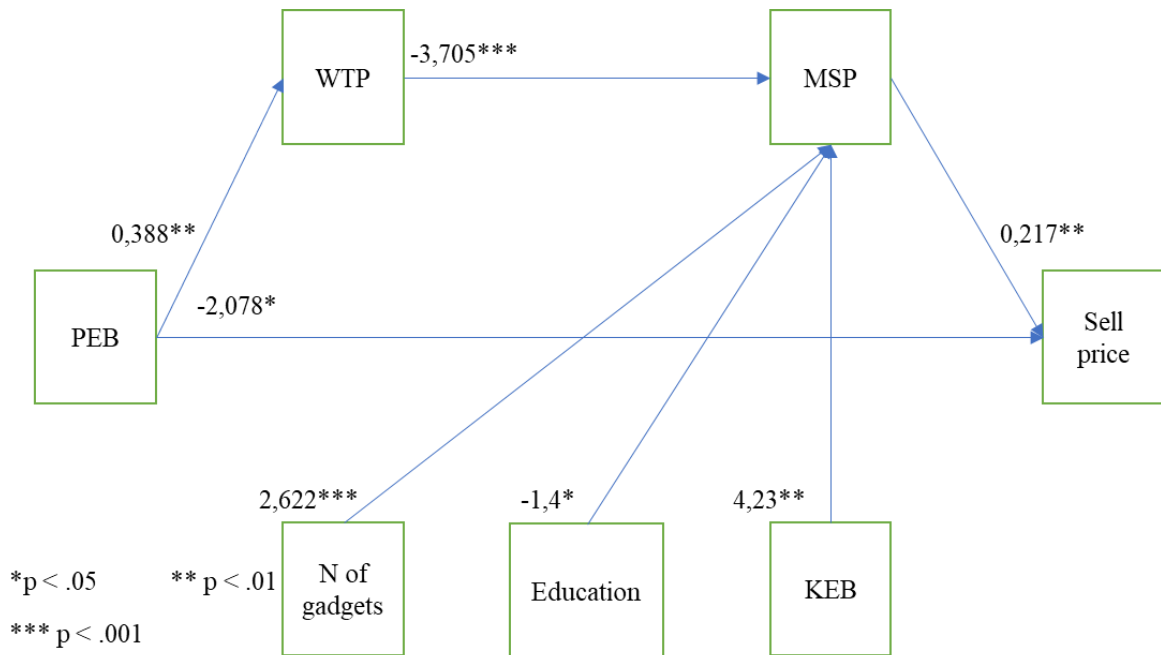 WTP
-3,705***
MSP
0,388**
0,217**
PEB
-2,078*
Sell
price
2,622***
-1,4*
4,23**
N of
gadgets
Education
KEB
*p < .05
** p < .01
*** p < .001